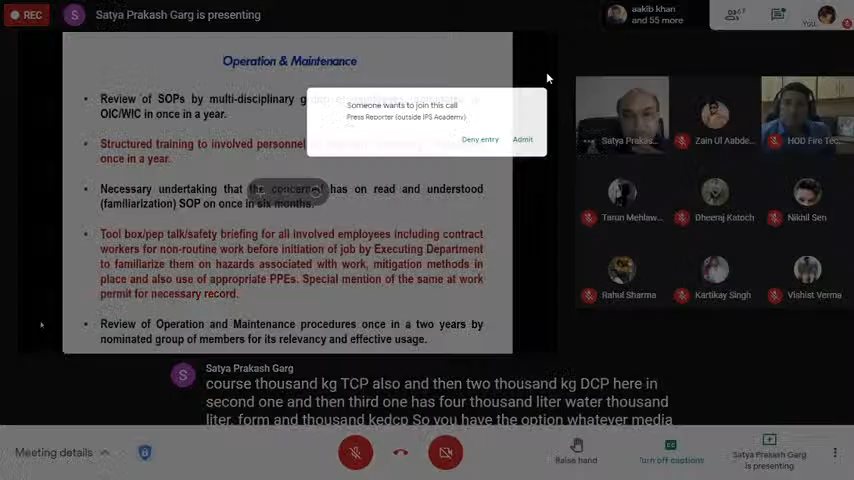 REC
S
Satya Prakash Garg is presenting
aakib khan
and 55 more
You
Operation & Maintenance
Someone wants to join this call
Press Reporter (outside IPS Academy)
Deny entry
Admit
Review of SOPs by multi-disciplinary
OIC/WIC in once in a year.
Structured training to involved personnel
once in a year.
Necessary undertaking that the concerned has on read and understood
(familiarization) SOP on once in six months.
Tool box/pep talk/safety briefing for all involved employees including contract
workers for non-routine work before initiation of job by Executing Department
to familiarize them on hazards associated with work, mitigation methods in
place and also use of appropriate PPEs. Special mention of the same at work
permit for necessary record.
Review of Operation and Maintenance procedures once in a two years by
nominated group of members for its relevancy and effective usage.
Satya Prakas...
Zain Ul Aabde...
HOD Fire Tec...
Tarun Mehlaw...
Dheeraj Katoch
Nikhil Sen
Rahul Sharma
Kartikay Singh
Vishist Verma
S
Satya Prakash Garg
course thousand kg TCP also and then two thousand kg DCP here in
second one and then third one has four thousand liter water thousand
liter, form and thousand kedcp So you have the option whatever media
Meeting details
Raise hand
Turn off captions
Satya Prakash Garg
is presenting